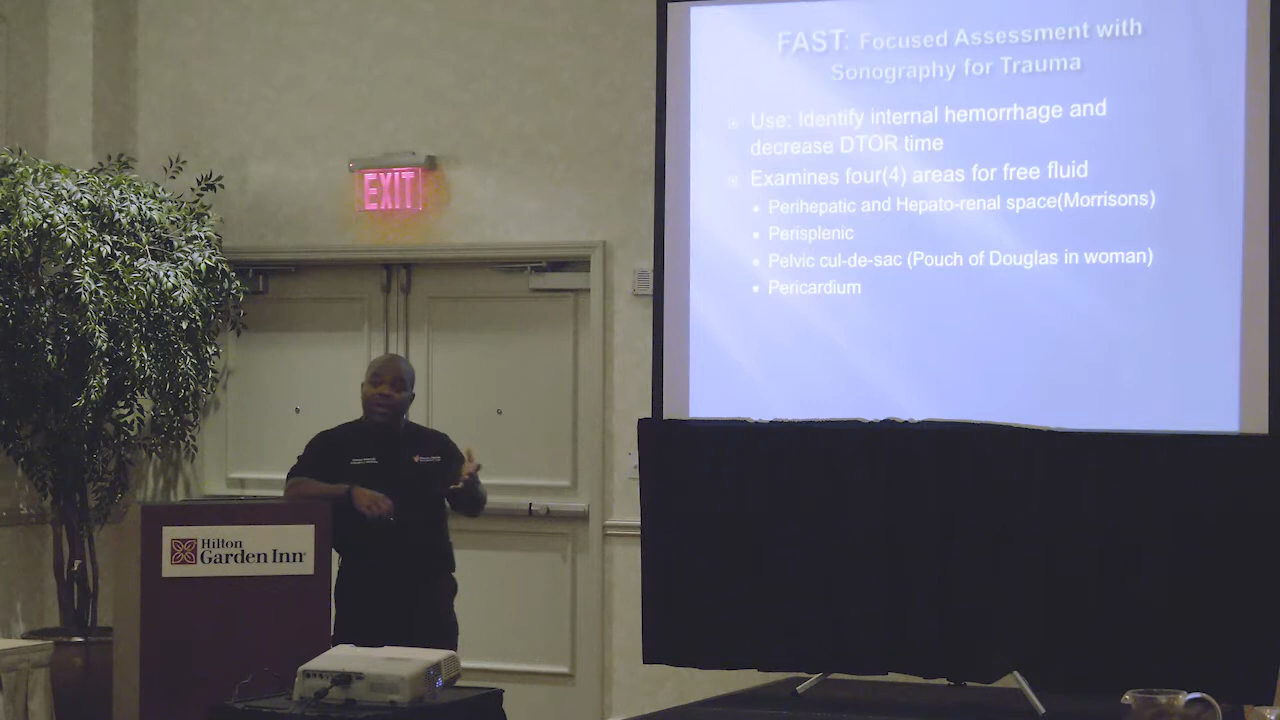 FAST: Focused Assessment with
Sonography for Trauma
Use: Identify internal hemorrhage and
decrease DTOR time
Examines four(4) areas for free fluid
Perihepatic and Hepato-renal space(Morrisons)
Perisplenic
Pelvic cul-de-sac (Pouch of Douglas in woman)
Pericardium
EXIT
Hilton
Garden Inn